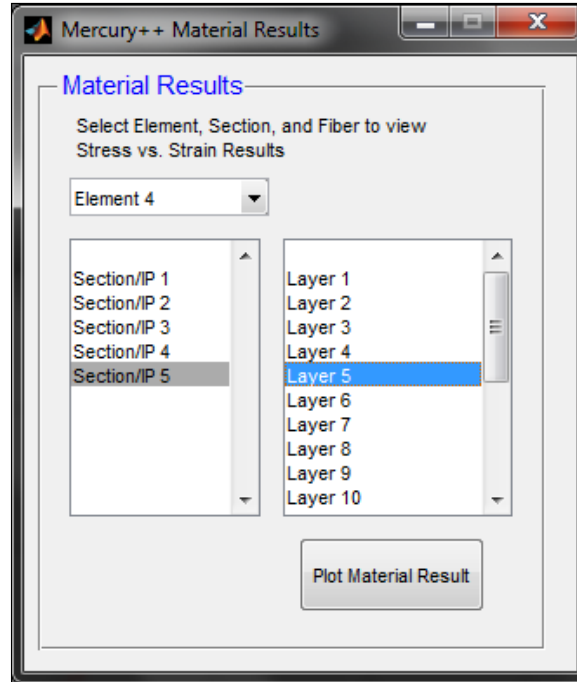 Mercury++ Material Results
Material Results
Select Element, Section, and Fiber to view
Stress vs. Strain Results
Element 4
Section/IP 1
Section/IP 2
Section/IP 3
Section/IP 4
Section/IP 5
Layer 1
Layer 2
Layer 3
Layer 4
Layer 5
Layer 6
Layer 7
Layer 8
Layer 9
Layer 10
Plot Material Result